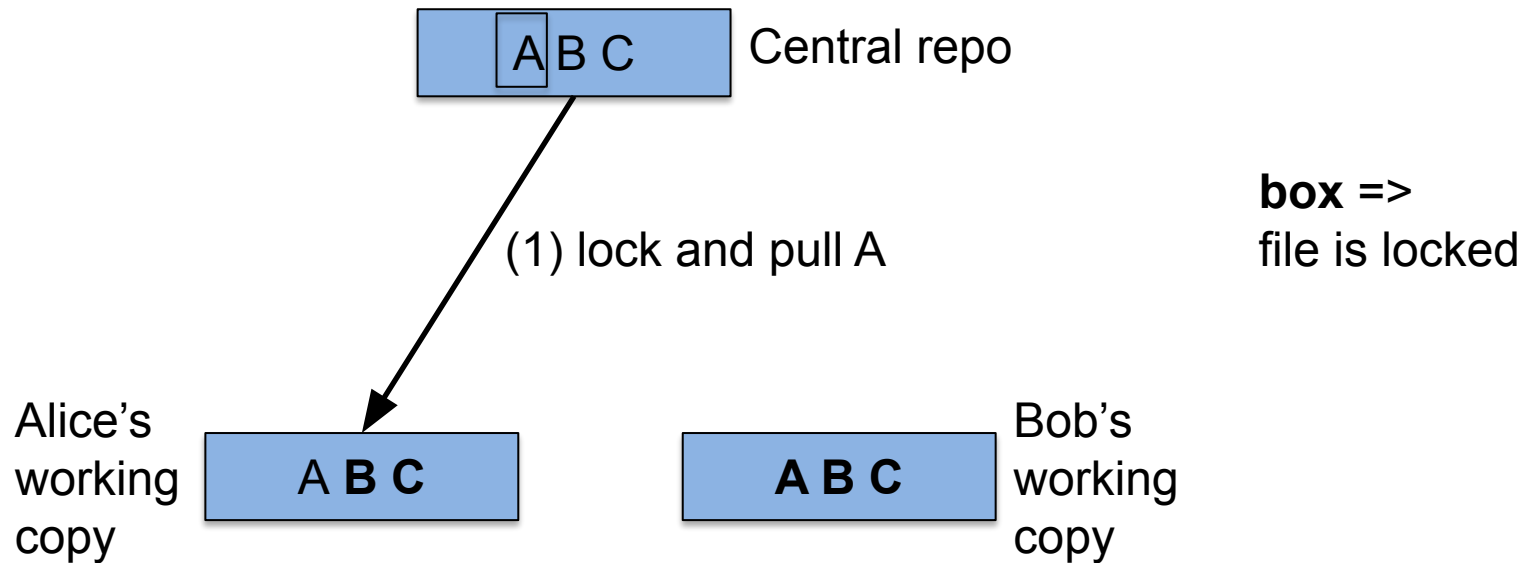 A B C
Central repo
(1) lock and pull A
box =>
file is locked
Alice’s
working
copy
A B C
A B C
Bob’s
working
copy